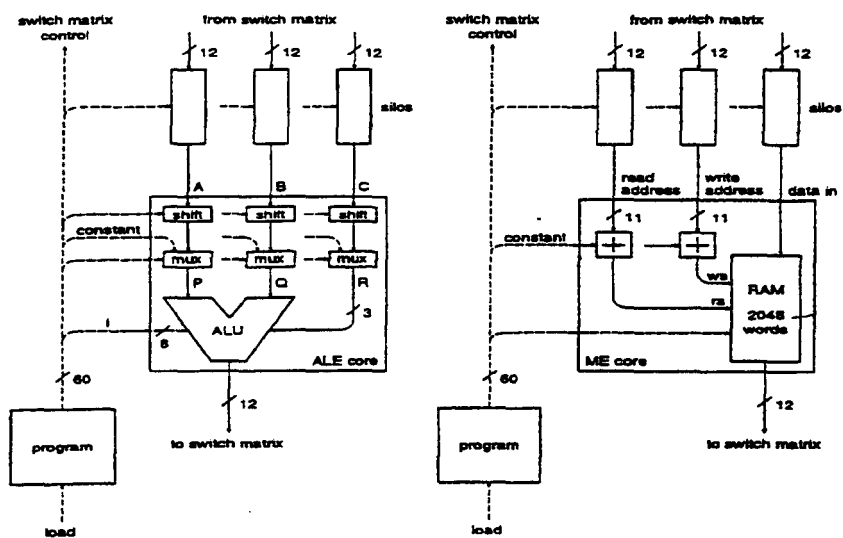 switch matrix
control
from switch matrix
12
12
12
silos
A
B
C
shift
shift
shift
constant
mux
mux
mux
P
Q
R
ALU
3
i
8
ALE core
60
12
program
to switch matrix
load
switch matrix
control
from switch matrix
12
12
12
silos
read
address
write
address
data in
11
11
constant
+
+
wa
ra
RAM
2048
words
ME core
60
12
program
to switch matrix
load